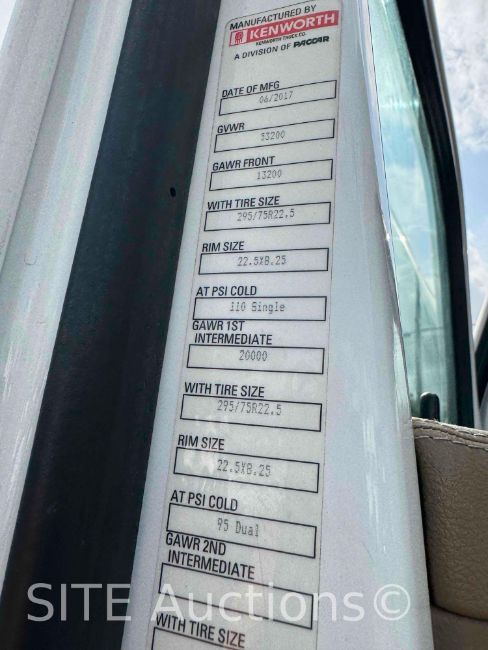 MANUFACTURED BY
KENWORTH
KENWORTH TRUCK CO.
A DIVISION OF PACCAR
DATE OF MFG
06/2017
GVWR
33200
GAWR FRONT
13200
WITH TIRE SIZE
295/75R22.5
RIM SIZE
22.5X8.25
AT PSI COLD
110 Single
GAWR 1ST
INTERMEDIATE
20000
WITH TIRE SIZE
295/75R22.5
RIM SIZE
22.5X8.25
AT PSI COLD
95 Dual
GAWR 2ND
INTERMEDIATE
WITH TIRE SIZE
SITE Auctions©